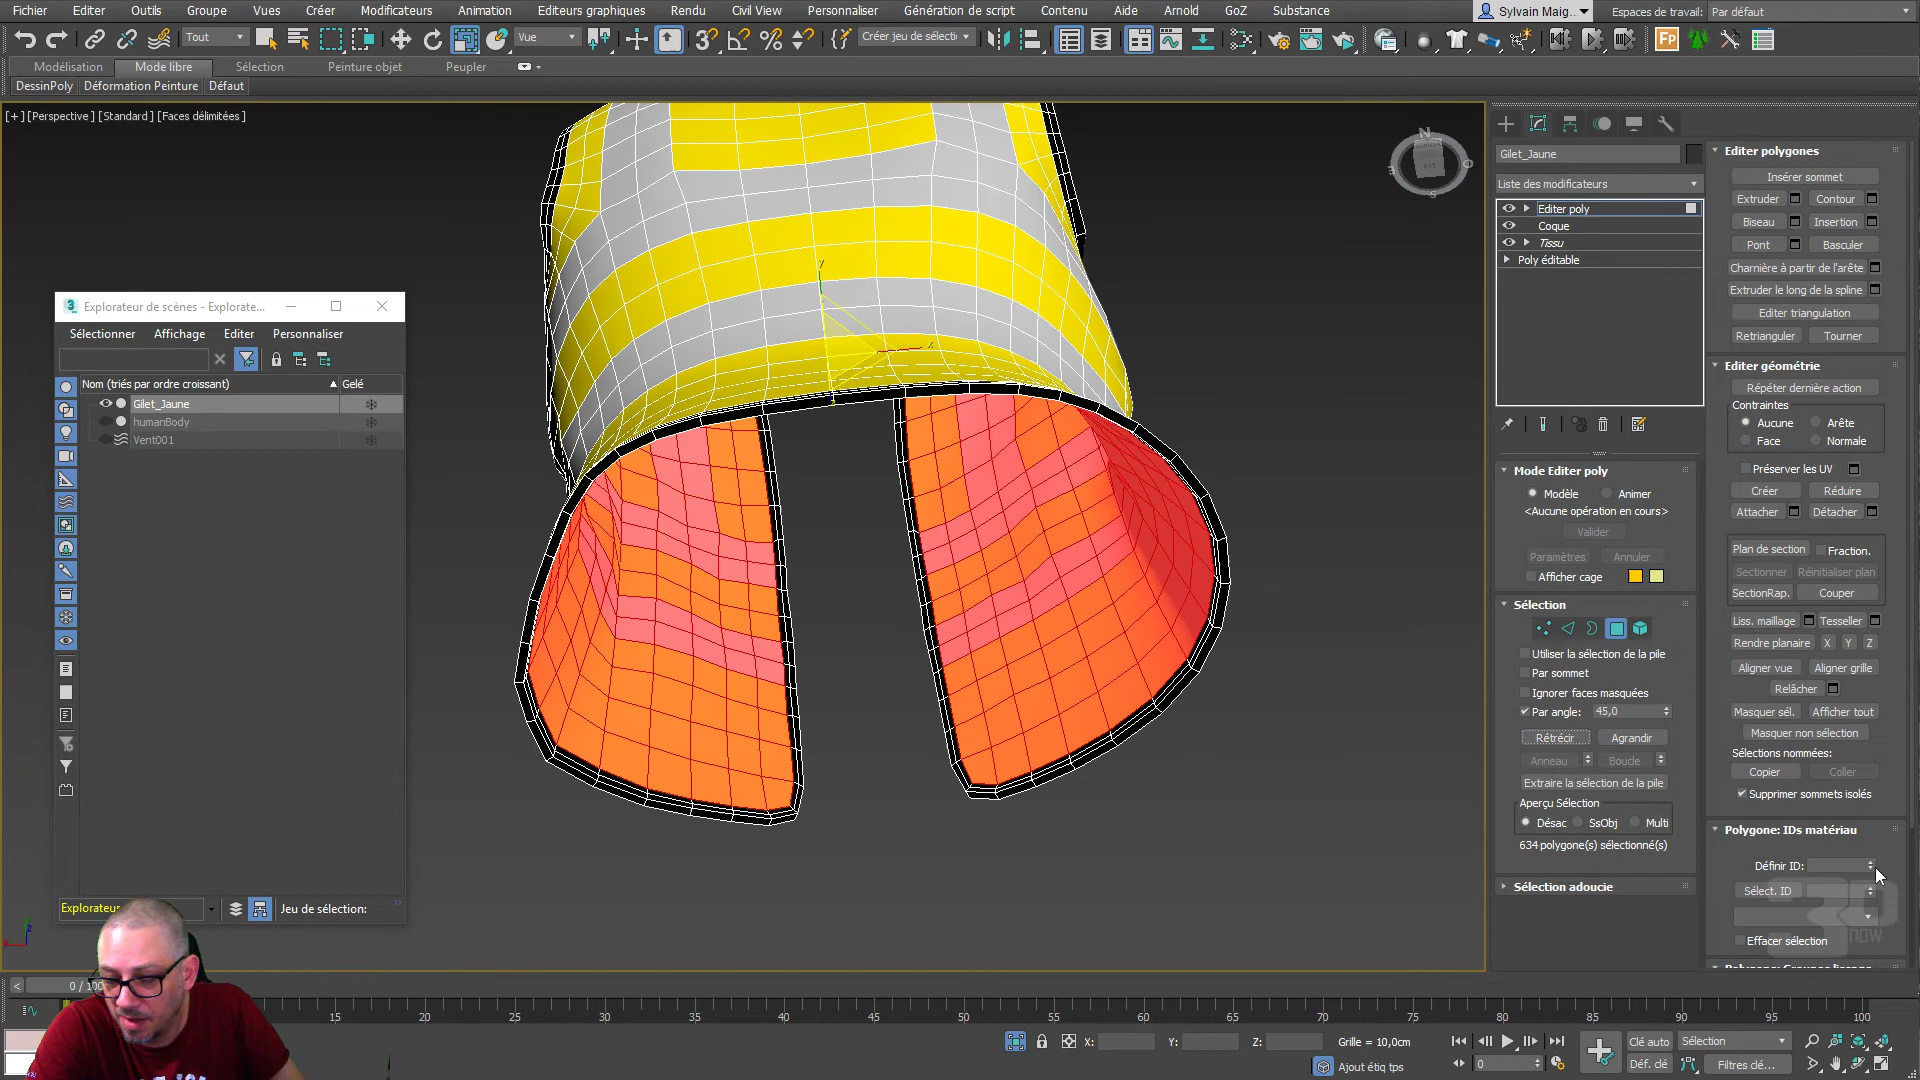 Fichier Editer Outils Groupe Vues Créer Modificateurs Animation Editeurs graphiques Rendu Civil View Personnaliser Génération de script Contenu Aide Arnold GoZ Substance Sylvain Maig... Espaces de travail: Par défaut
Tout Vue Créer jeu de sélecti
Modélisation Mode libre Sélection Peinture objet Peupler
DessinPoly Déformation Peinture Défaut
[+] [Perspective ] [Standard ] [Faces délimitées ]
Explorateur de scènes - Explorate...
Sélectionner Affichage Editer Personnaliser
Nom (triés par ordre croissant) Gelé
Gilet_Jaune
humanBody
Vent001
Explorateur Jeu de sélection:
Gilet_Jaune
Liste des modificateurs
Editer poly
Coque
Tissu
Poly éditable
Mode Editer poly
Modèle Animer
<Aucune opération en cours>
Valider
Paramètres Annuler
Afficher cage
Sélection
Utiliser la sélection de la pile
Par sommet
Ignorer faces masquées
Par angle: 45,0
Rétrécir Agrandir
Anneau Boucle
Extraire la sélection de la pile
Aperçu Sélection
Désac SsObj Multi
634 polygone(s) sélectionné(s)
Sélection adoucie
Editer polygones
Insérer sommet
Extruder Contour
Biseau Insertion
Pont Basculer
Charnière à partir de l'arête
Extruder le long de la spline
Editer triangulation
Retrianguler Tourner
Editer géométrie
Répéter dernière action
Contraintes
Aucune Arête
Face Normale
Préserver les UV
Créer Réduire
Attacher Détacher
Plan de section Fraction.
Sectionner Réinitialiser plan
SectionRap. Couper
Liss. maillage Tesseller
Rendre planaire X Y Z
Aligner vue Aligner grille
Relâcher
Masquer sél. Afficher tout
Masquer non sélection
Sélections nommées:
Copier Coller
Supprimer sommets isolés
Polygone: IDs matériau
Définir ID:
Sélect. ID
Effacer sélection
0 / 100
15 20 25 30 35 40 45 50 55 60 65 70 75 80 85 90 95 100
X: Y: Z: Grille = 10,0cm
Ajout étiq tps
0
Clé auto Sélection
Déf. clé Filtres clé...